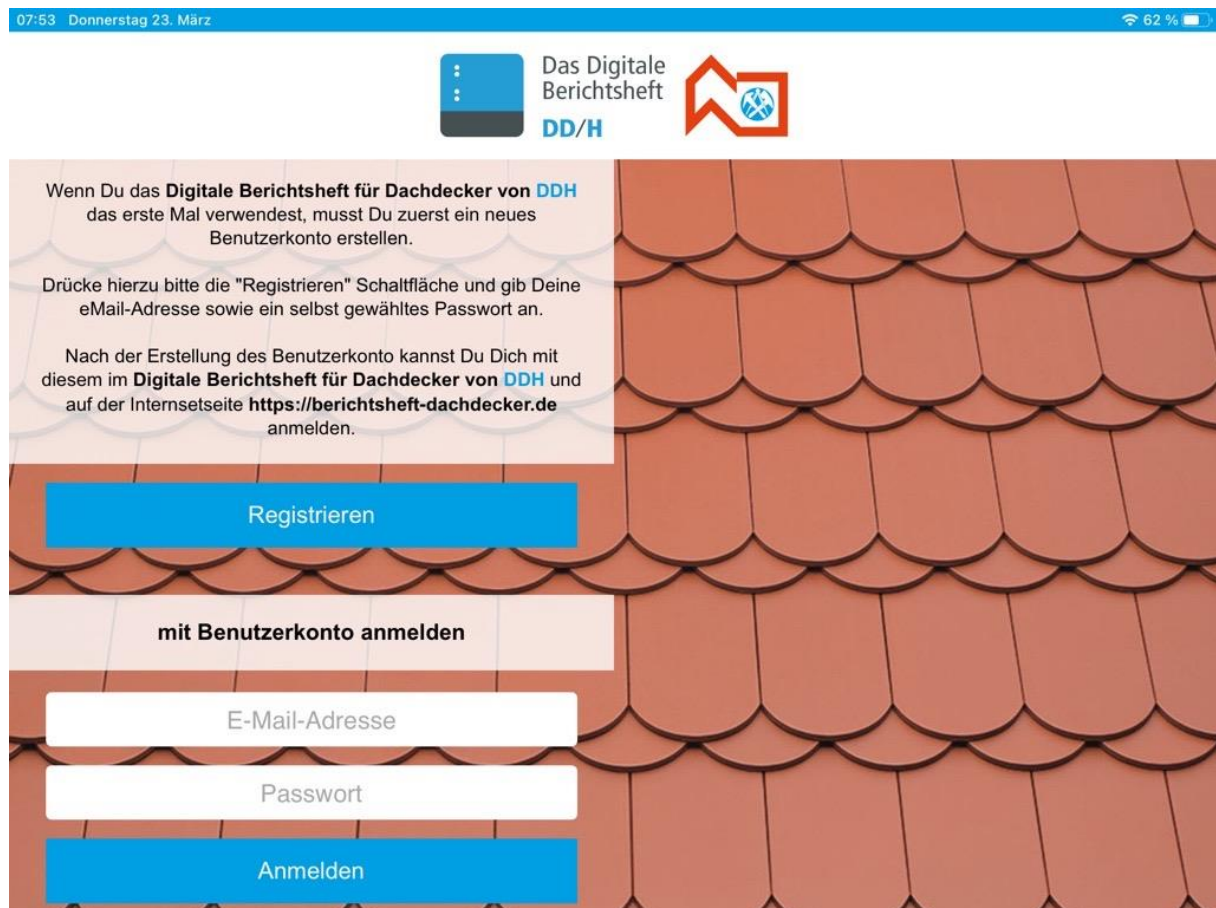 07:53 Donnerstag 23. März
62 %
Das Digitale
Berichtsheft
DD/H
Wenn Du das Digitale Berichtsheft für Dachdecker von DDH
das erste Mal verwendest, musst Du zuerst ein neues
Benutzerkonto erstellen.
Drücke hierzu bitte die "Registrieren" Schaltfläche und gib Deine
eMail-Adresse sowie ein selbst gewähltes Passwort an.
Nach der Erstellung des Benutzerkonto kannst Du Dich mit
diesem im Digitale Berichtsheft für Dachdecker von DDH und
auf der Internsetseite https://berichtsheft-dachdecker.de
anmelden.
Registrieren
mit Benutzerkonto anmelden
E-Mail-Adresse
Passwort
Anmelden